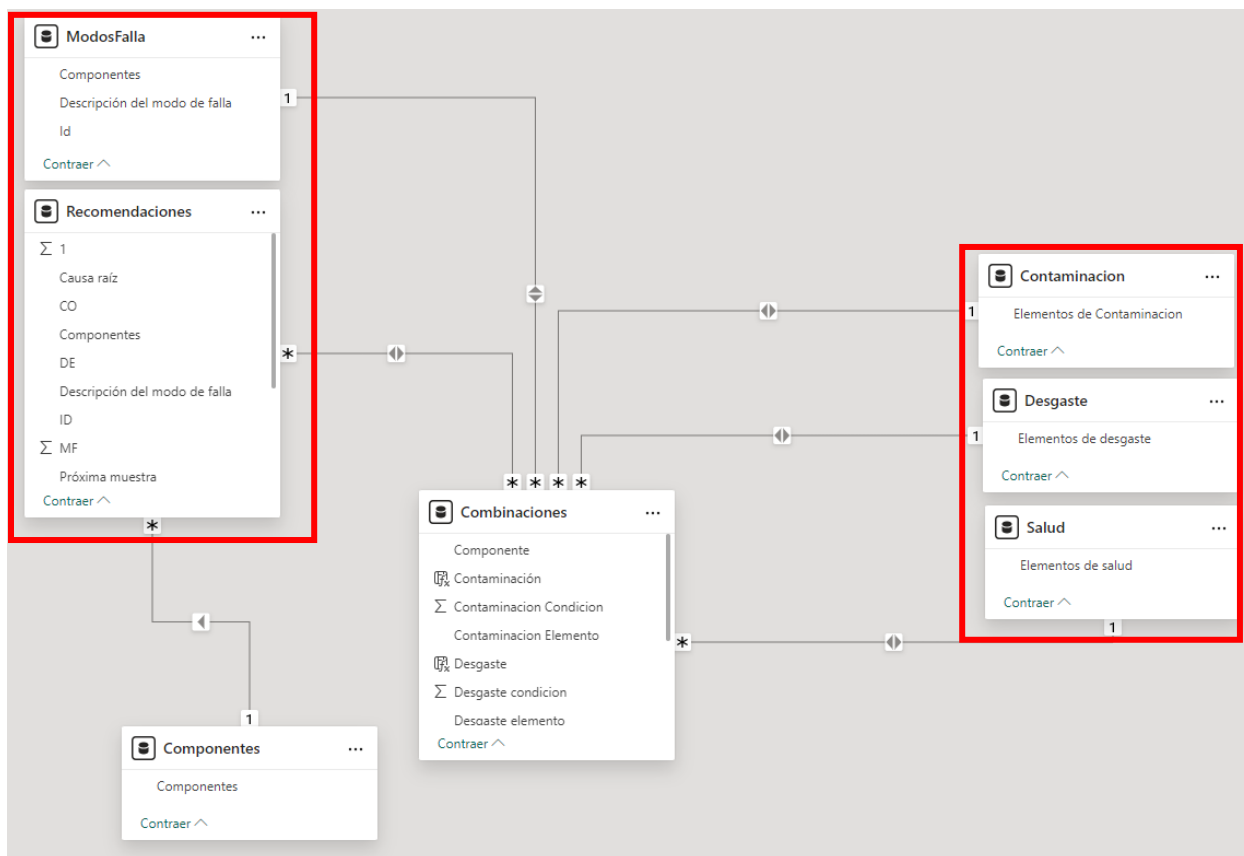 ModosFalla
Componentes
Descripción del modo de falla
Id
Contraer
1
Recomendaciones
Σ 1
Causa raíz
CO
Componentes
DE
Descripción del modo de falla
ID
Σ MF
Próxima muestra
Contraer
*
*
1
Componentes
Componentes
Contraer
* * * *
Combinaciones
Componente
Contaminación
Σ Contaminacion Condicion
Contaminacion Elemento
Desgaste
Σ Desgaste condicion
Desgaste elemento
Contraer
*
1
Contaminacion
Elementos de Contaminacion
Contraer
1
Desgaste
Elementos de desgaste
Contraer
Salud
Elementos de salud
Contraer
1